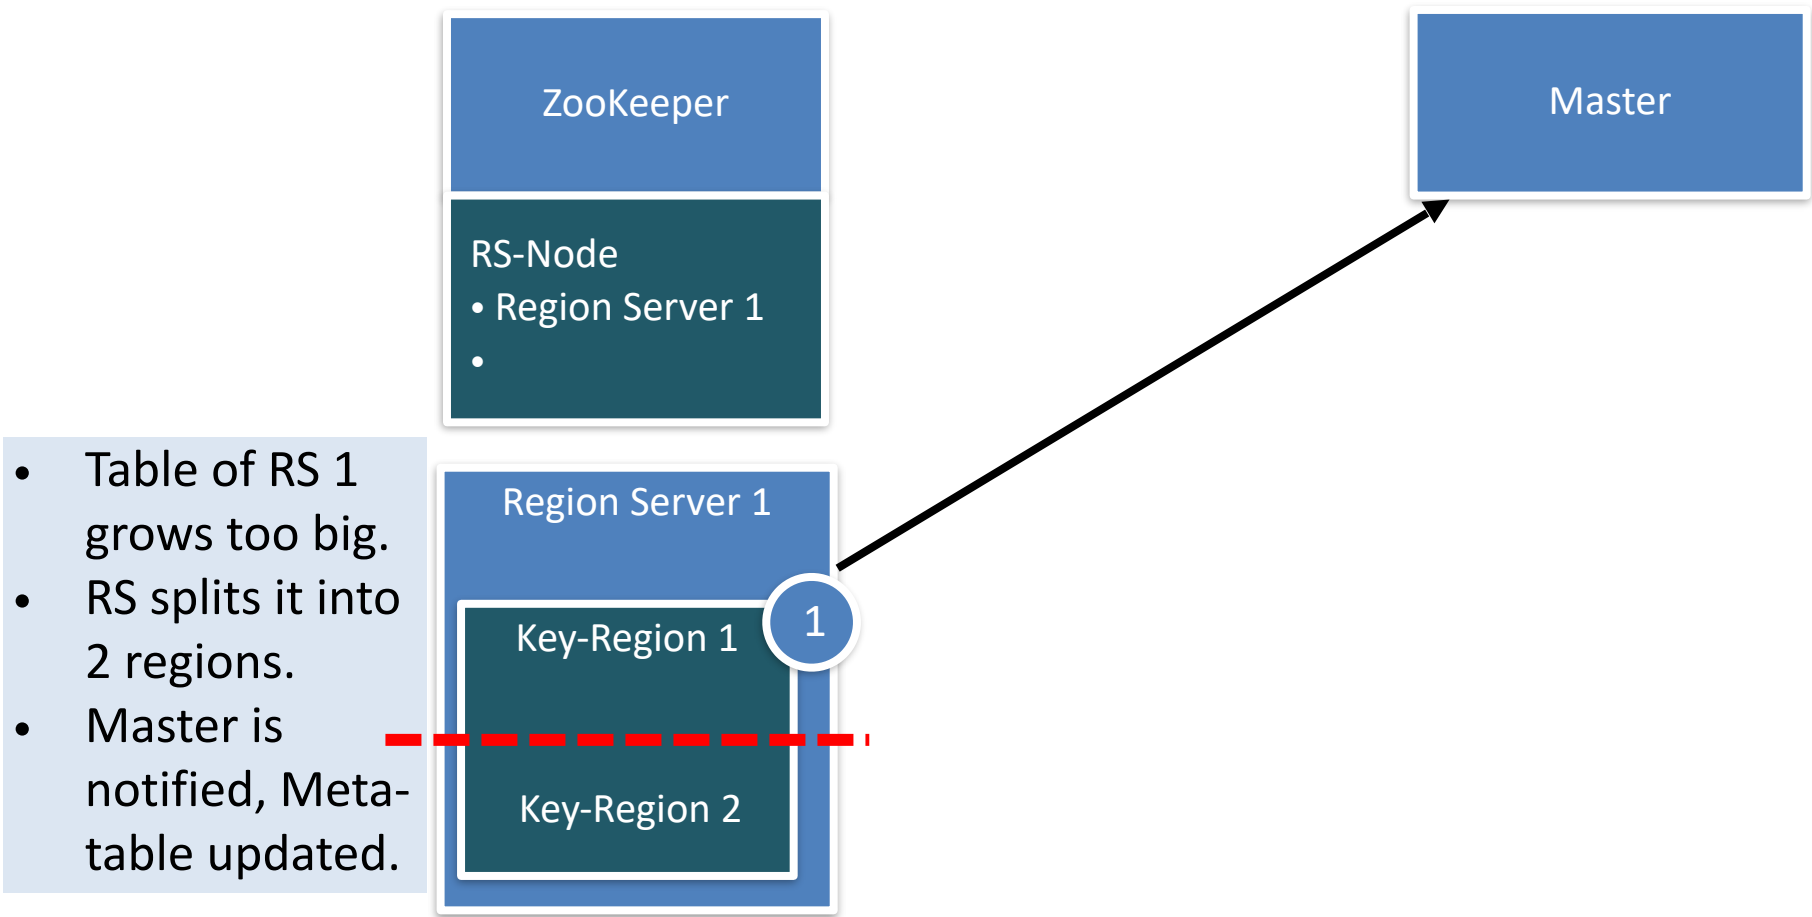 ZooKeeper
Master
RS-Node
• Region Server 1
•
• Table of RS 1
grows too big.
• RS splits it into
2 regions.
• Master is
notified, Meta-
table updated.
Region Server 1
1
Key-Region 1
Key-Region 2